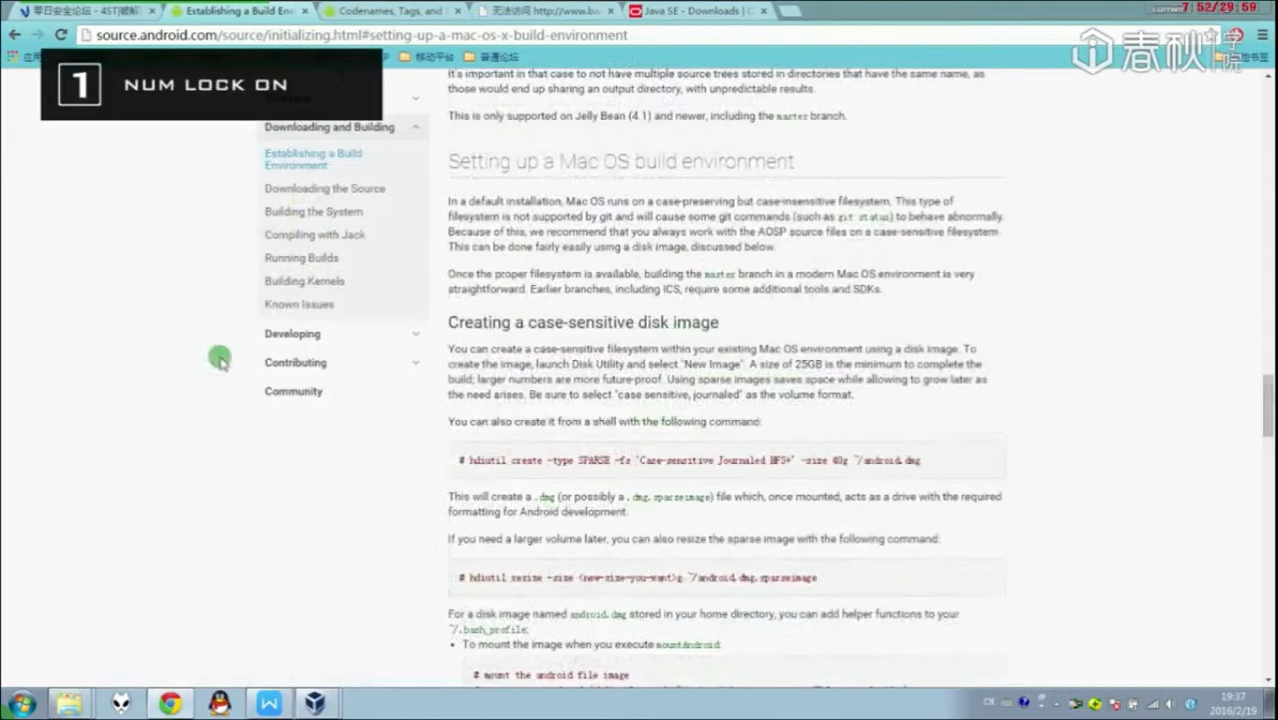 零日安全论坛 - 4ST|破解
Establishing a Build Env
Codenames, Tags, and
无法访问 http://www.ba
Java SE - Downloads | O
7:52/29:59
source.android.com/source/initializing.html#setting-up-a-mac-os-x-build-environment
移动平台
普通论坛
春秋学院
1 NUM LOCK ON
It's important in that case to not have multiple source trees stored in directories that have the same name, as
those would end up sharing an output directory, with unpredictable results.
This is only supported on Jelly Bean (4.1) and newer, including the master branch.
Downloading and Building
Establishing a Build
Environment
Downloading the Source
Building the System
Compiling with Jack
Running Builds
Building Kernels
Known Issues
Developing
Contributing
Community
Setting up a Mac OS build environment
In a default installation, Mac OS runs on a case-preserving but case-insensitive filesystem. This type of
filesystem is not supported by git and will cause some git commands (such as git status) to behave abnormally.
Because of this, we recommend that you always work with the AOSP source files on a case-sensitive filesystem.
This can be done fairly easily using a disk image, discussed below.
Once the proper filesystem is available, building the master branch in a modern Mac OS environment is very
straightforward. Earlier branches, including ICS, require some additional tools and SDKs.
Creating a case-sensitive disk image
You can create a case-sensitive filesystem within your existing Mac OS environment using a disk image. To
create the image, launch Disk Utility and select "New Image". A size of 25GB is the minimum to complete the
build; larger numbers are more future-proof. Using sparse images saves space while allowing to grow later as
the need arises. Be sure to select "case sensitive, journaled" as the volume format.
You can also create it from a shell with the following command:
# hdiutil create -type SPARSE -fs 'Case-sensitive Journaled HFS+' -size 40g ~/android.dmg
This will create a .dmg (or possibly a .dmg.sparseimage) file which, once mounted, acts as a drive with the required
formatting for Android development.
If you need a larger volume later, you can also resize the sparse image with the following command:
# hdiutil resize -size <new-size-you-want>g ~/android.dmg.sparseimage
For a disk image named android.dmg stored in your home directory, you can add helper functions to your
~/.bash_profile:
• To mount the image when you execute mountAndroid:
# mount the android file image
19:37
2016/2/19